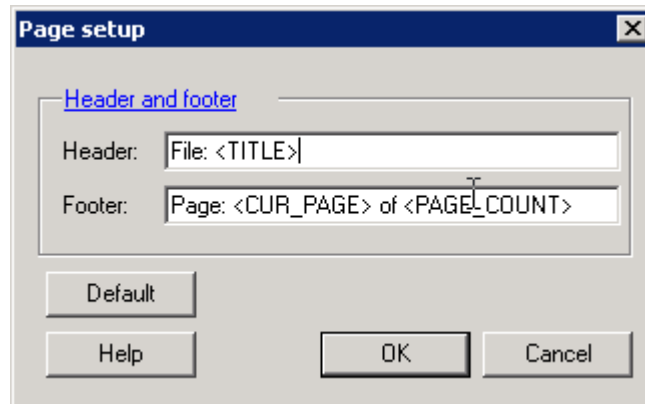 Page setup
Header and footer
Header: File: <TITLE>
Footer: Page: <CUR_PAGE> of <PAGE_COUNT>
Default
Help OK Cancel